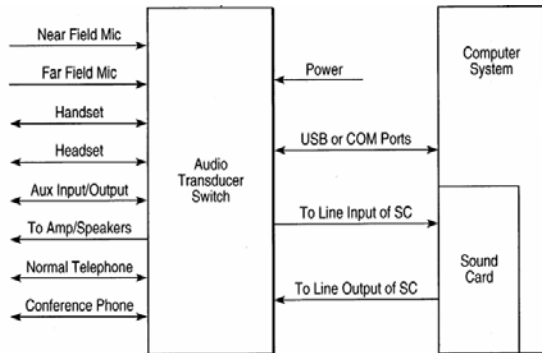 Near Field Mic
Far Field Mic
Handset
Headset
Aux Input/Output
To Amp/Speakers
Normal Telephone
Conference Phone
Audio
Transducer
Switch
Power
USB or COM Ports
To Line Input of SC
To Line Output of SC
Computer
System
Sound
Card